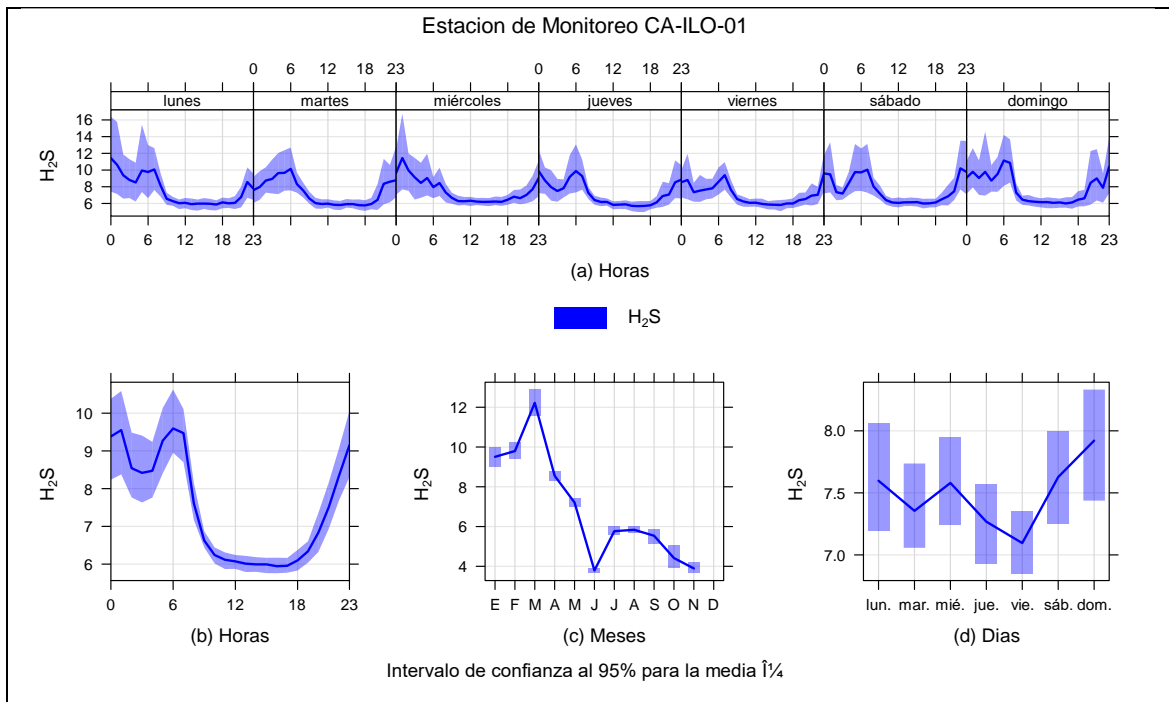 Estacion de Monitoreo CA-ILO-01
0 6 12 18 23 0 6 12 18 23 0 6 12 18 23
lunes martes miércoles jueves viernes sábado domingo
H₂S
16
14
12
10
8
6
0 6 12 18 23 0 6 12 18 23 0 6 12 18 23 0 6 12 18 23
(a) Horas
H₂S
H₂S
10
9
8
7
6
0 6 12 18 23
(b) Horas
H₂S
12
10
8
6
4
E F M A M J J A S O N D
(c) Meses
H₂S
8.0
7.5
7.0
lun. mar. mié. jue. vie. sáb. dom.
(d) Dias
Intervalo de confianza al 95% para la media Î¼